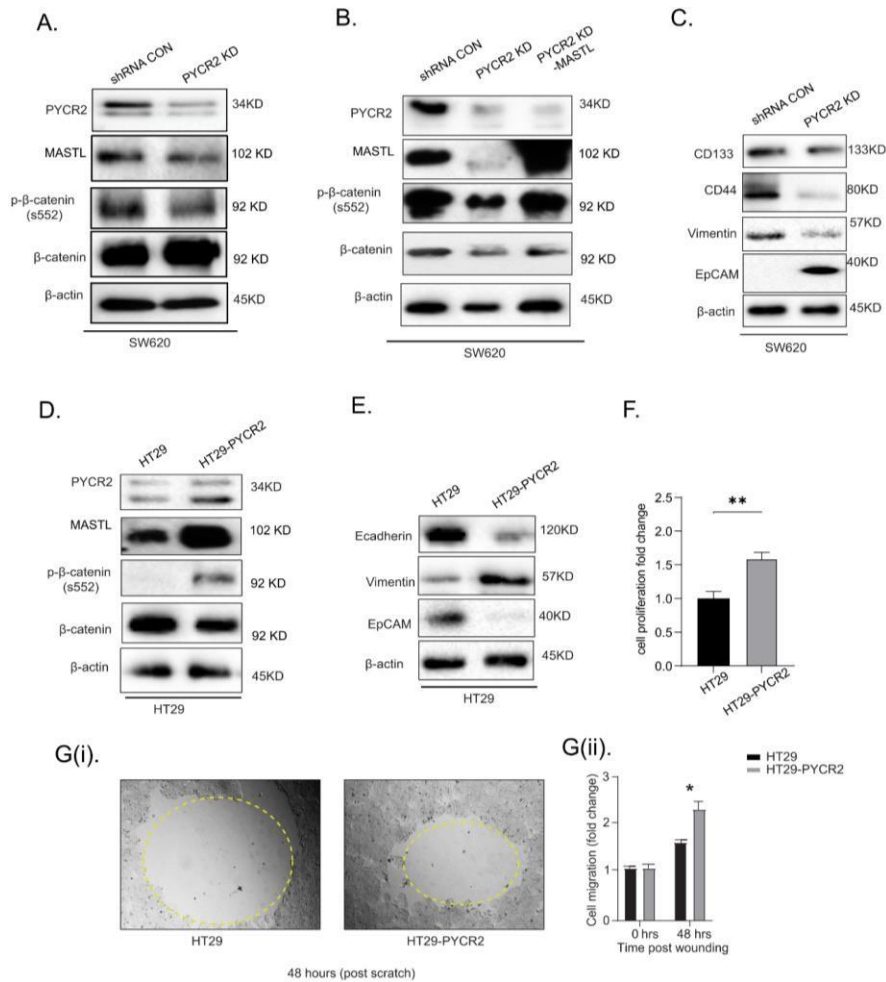 A.
shRNA CON
PYCR2 KD
PYCR2
34KD
MASTL
102 KD
p-β-catenin
(s552)
92 KD
β-catenin
92 KD
β-actin
45KD
SW620
B.
shRNA CON
PYCR2 KD
PYCR2 KD
-MASTL
PYCR2
34KD
MASTL
102 KD
p-β-catenin
(s552)
92 KD
β-catenin
92 KD
β-actin
45KD
SW620
C.
shRNA CON
PYCR2 KD
CD133
133KD
CD44
80KD
Vimentin
57KD
EpCAM
40KD
β-actin
45KD
SW620
D.
HT29
HT29-PYCR2
PYCR2
34KD
MASTL
102 KD
p-β-catenin
(s552)
92 KD
β-catenin
92 KD
β-actin
45KD
HT29
E.
HT29
HT29-PYCR2
Ecadherin
120KD
Vimentin
57KD
EpCAM
40KD
β-actin
45KD
HT29
F.
cell proliferation fold change
2.5
2.0
1.5
1.0
0.5
0.0
**
HT29
HT29-PYCR2
G(i).
HT29
HT29-PYCR2
48 hours (post scratch)
G(ii).
HT29
HT29-PYCR2
Cell migration (fold change)
3
2
1
0
*
0 hrs
48 hrs
Time post wounding